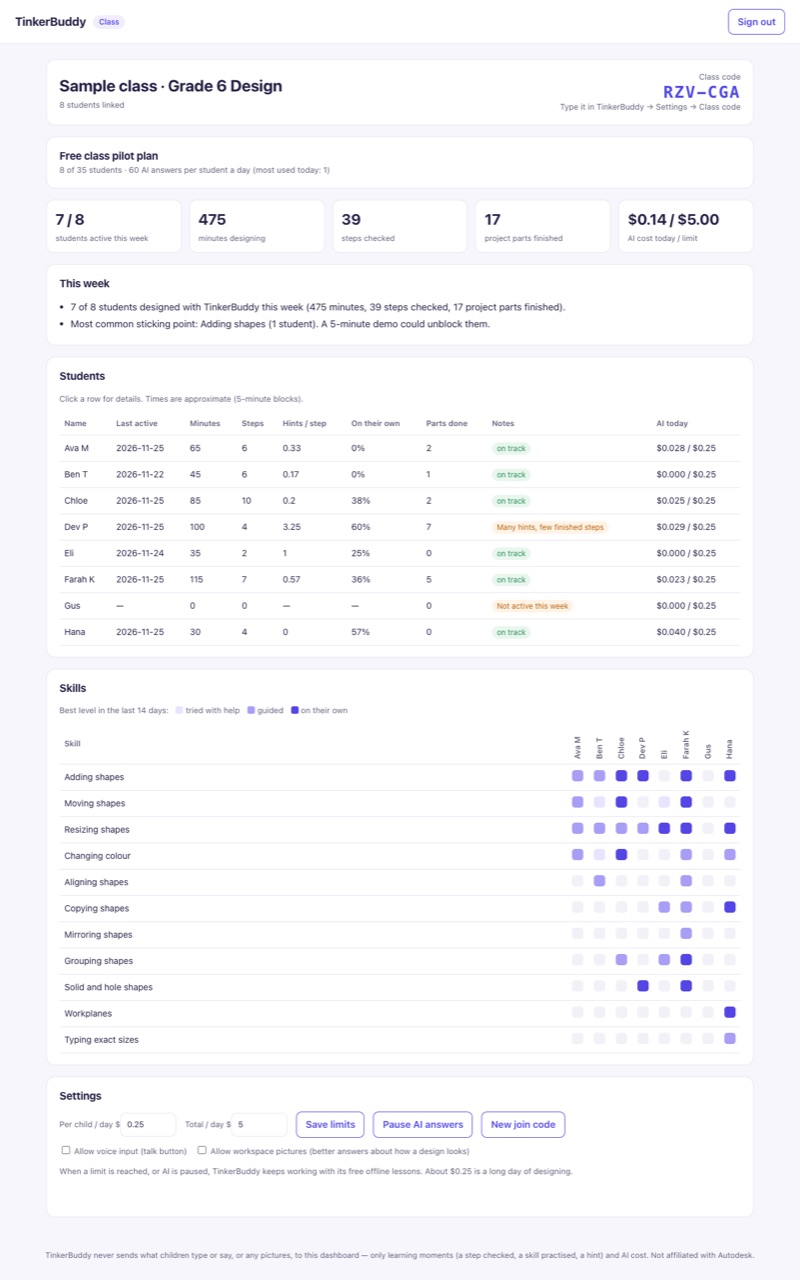 TinkerBuddy Class Sign out
Sample class · Grade 6 Design
8 students linked
Class code
RZV-CGA
Type it in TinkerBuddy → Settings → Class code
Free class pilot plan
8 of 35 students · 60 AI answers per student a day (most used today: 1)
7 / 8 475 39 17 $0.14 / $5.00
students active this week minutes designing steps checked project parts finished AI cost today / limit
This week
• 7 of 8 students designed with TinkerBuddy this week (475 minutes, 39 steps checked, 17 project parts finished).
• Most common sticking point: Adding shapes (1 student). A 5-minute demo could unblock them.
Students
Click a row for details. Times are approximate (5-minute blocks).
Name Last active Minutes Steps Hints / step On their own Parts done Notes AI today
Ava M 2026-11-25 65 6 0.33 0% 2 on track $0.028 / $0.25
Ben T 2026-11-22 45 6 0.17 0% 1 on track $0.000 / $0.25
Chloe 2026-11-25 85 10 0.2 38% 2 on track $0.025 / $0.25
Dev P 2026-11-25 100 4 3.25 60% 7 Many hints, few finished steps $0.029 / $0.25
Eli 2026-11-24 35 2 1 25% 0 on track $0.000 / $0.25
Farah K 2026-11-25 115 7 0.57 36% 5 on track $0.023 / $0.25
Gus — 0 0 — — 0 Not active this week $0.000 / $0.25
Hana 2026-11-25 30 4 0 57% 0 on track $0.040 / $0.25
Skills
Best level in the last 14 days: tried with help guided on their own
Skill Ava M Ben T Chloe Dev P Eli Farah K Gus Hana
Adding shapes
Moving shapes
Resizing shapes
Changing colour
Aligning shapes
Copying shapes
Mirroring shapes
Grouping shapes
Solid and hole shapes
Workplanes
Typing exact sizes
Settings
Per child / day $ 0.25 Total / day $ 5 Save limits Pause AI answers New join code
Allow voice input (talk button) Allow workspace pictures (better answers about how a design looks)
When a limit is reached, or AI is paused, TinkerBuddy keeps working with its free offline lessons. About $0.25 is a long day of designing.
TinkerBuddy never sends what children type or say, or any pictures, to this dashboard — only learning moments (a step checked, a skill practised, a hint) and AI cost. Not affiliated with Autodesk.